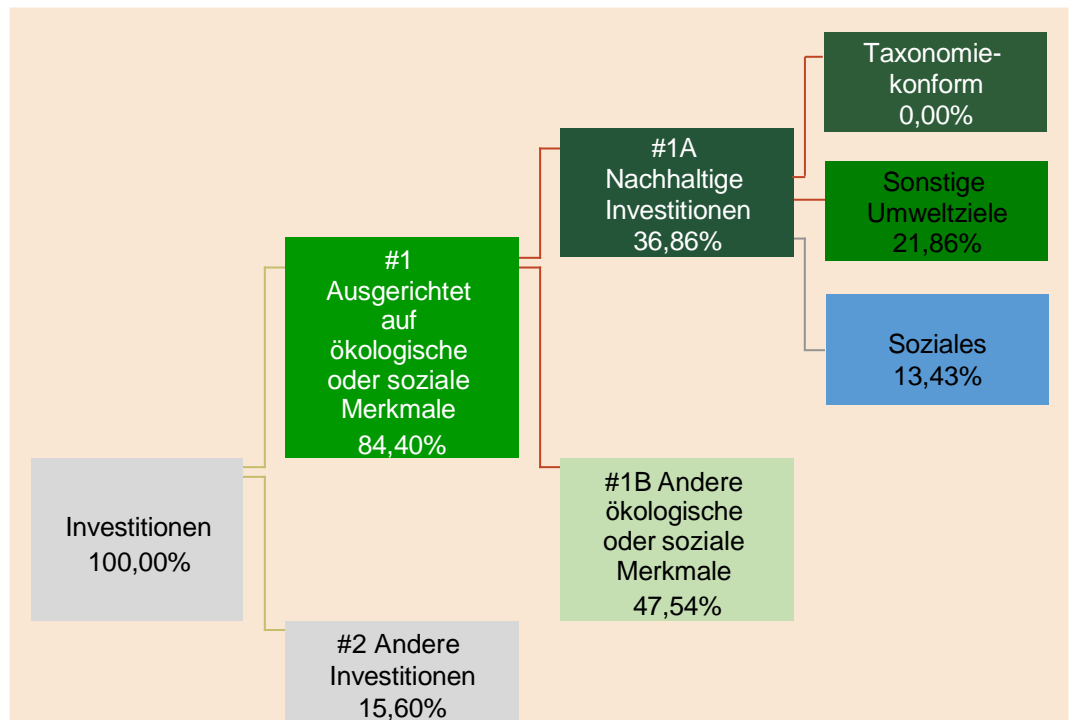 Investitionen
100,00%
#1
Ausgerichtet
auf
ökologische
oder soziale
Merkmale
84,40%
#2 Andere
Investitionen
15,60%
#1A
Nachhaltige
Investitionen
36,86%
#1B Andere
ökologische
oder soziale
Merkmale
47,54%
Taxonomie-
konform
0,00%
Sonstige
Umweltziele
21,86%
Soziales
13,43%